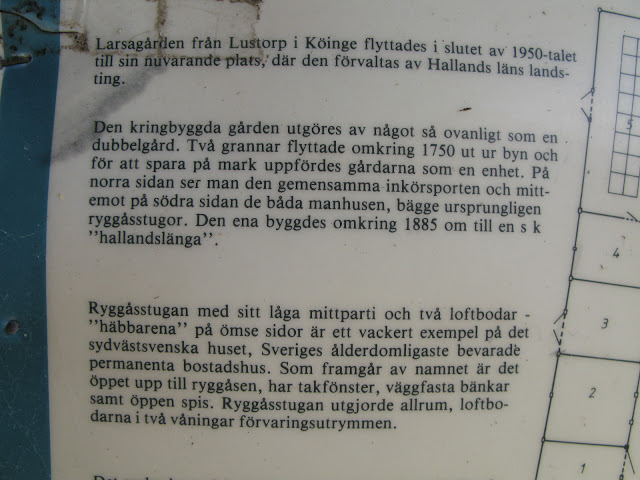 Larsagården från Lustorp i Köinge flyttades i slutet av 1950-talet
till sin nuvarande plats, där den förvaltas av Hallands läns lands-
ting.
Den kringbyggda gården utgöres av något så ovanligt som en
dubbelgård. Två grannar flyttade omkring 1750 ut ur byn och
för att spara på mark uppfördes gårdarna som en enhet. På
norra sidan ser man den gemensamma inkörsporten och mitt-
emot på södra sidan de båda manhusen, bägge ursprungligen
ryggåsstugor. Den ena byggdes omkring 1885 om till en s k
"hallandslänga".
Ryggåsstugan med sitt låga mittparti och två loftbodar -
"häbbarena" på ömse sidor är ett vackert exempel på det
sydvästsvenska huset, Sveriges ålderdomligaste bevarade
permanenta bostadshus. Som framgår av namnet är det
öppet upp till ryggåsen, har takfönster, väggfasta bänkar
samt öppen spis. Ryggåsstugan utgjorde allrum, loftbo-
darna i två våningar förvaringsutrymmen.
5
4
3
2
1